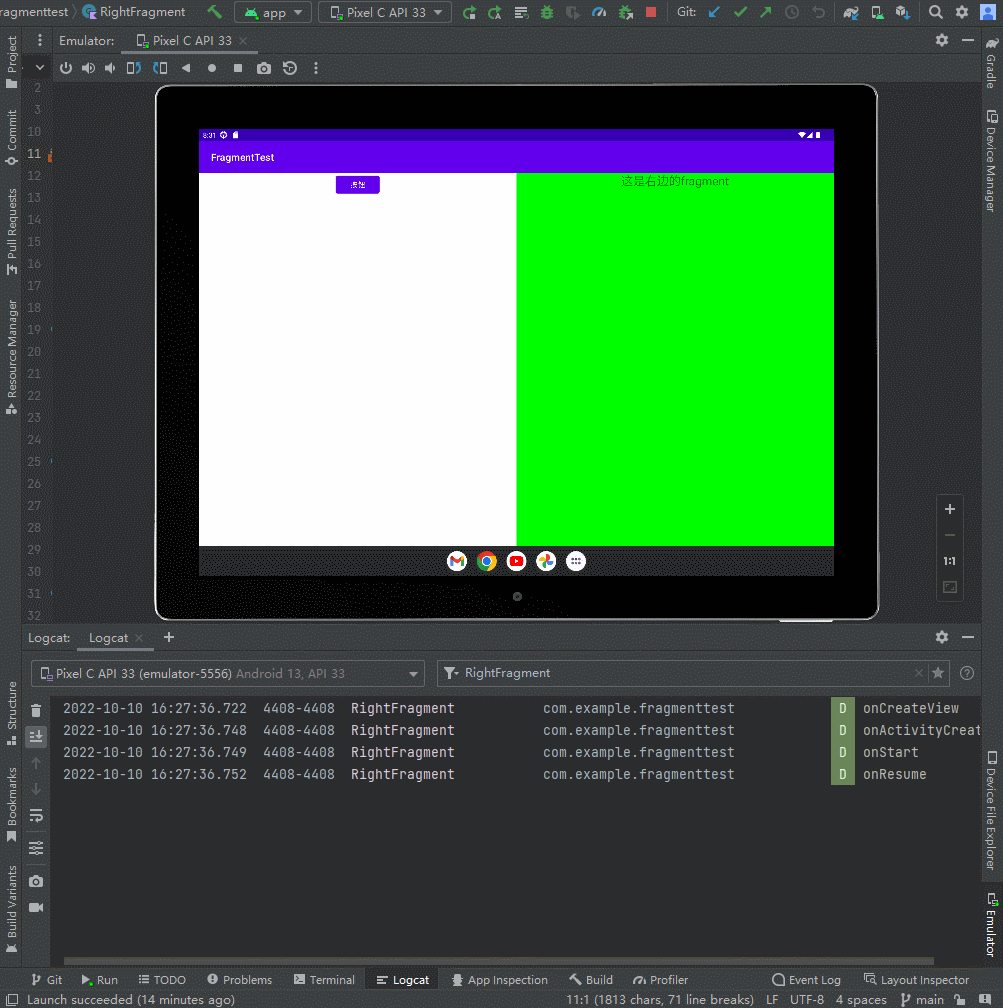 ragmenttest RightFragment app Pixel C API 33 Git:
Emulator: Pixel C API 33
Project
Commit
Pull Requests
Resource Manager
Structure
Bookmarks
Build Variants
2
3
10
11
12
13
14
15
16
17
18
19
20
21
22
23
24
25
26
27
28
29
30
31
32
8:31
FragmentTest
这是右边的fragment
1:1
Gradle
Device Manager
Device File Explorer
Emulator
Logcat: Logcat
Pixel C API 33 (emulator-5556) Android 13, API 33 RightFragment
2022-10-10 16:27:36.722 4408-4408 RightFragment com.example.fragmenttest D onCreateView
2022-10-10 16:27:36.748 4408-4408 RightFragment com.example.fragmenttest D onActivityCreat
2022-10-10 16:27:36.749 4408-4408 RightFragment com.example.fragmenttest D onStart
2022-10-10 16:27:36.752 4408-4408 RightFragment com.example.fragmenttest D onResume
Git Run TODO Problems Terminal Logcat App Inspection Build Profiler Event Log Layout Inspector
Launch succeeded (14 minutes ago) 11:1 (1813 chars, 71 line breaks) LF UTF-8 4 spaces main